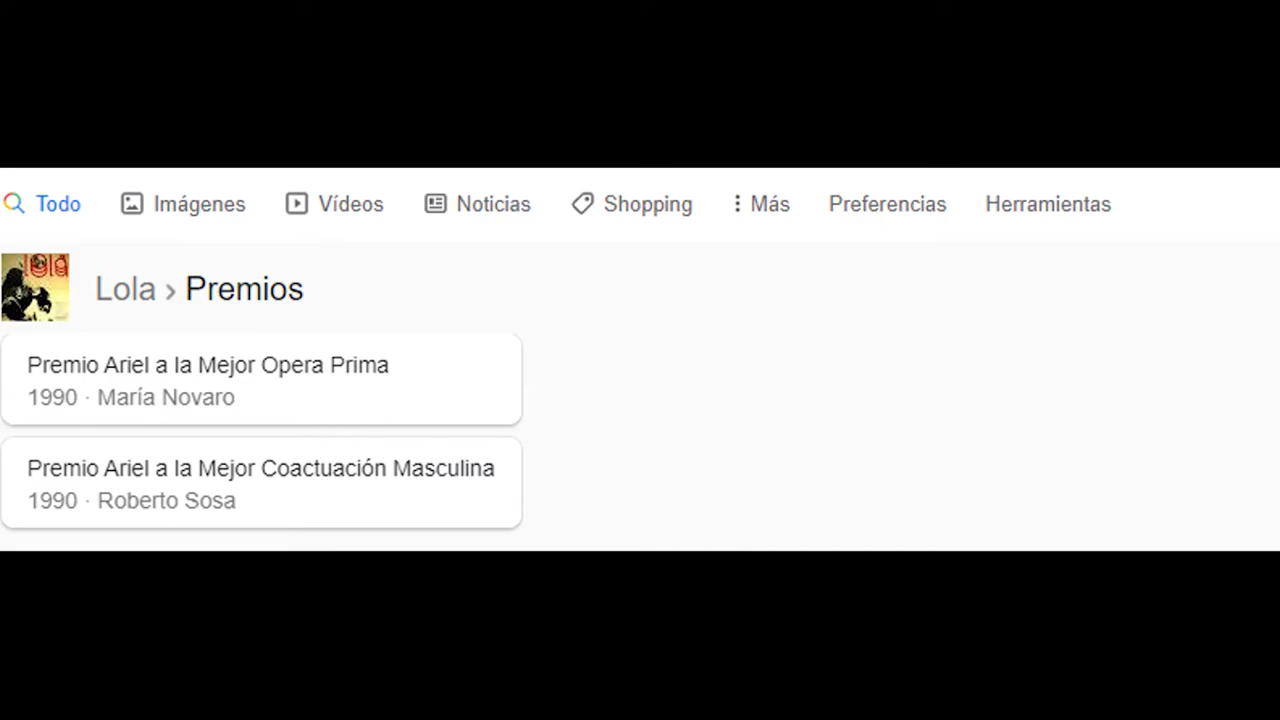 Todo Imágenes Vídeos Noticias Shopping Más Preferencias Herramientas
lola
Lola › Premios
Premio Ariel a la Mejor Opera Prima
1990 · María Novaro
Premio Ariel a la Mejor Coactuación Masculina
1990 · Roberto Sosa